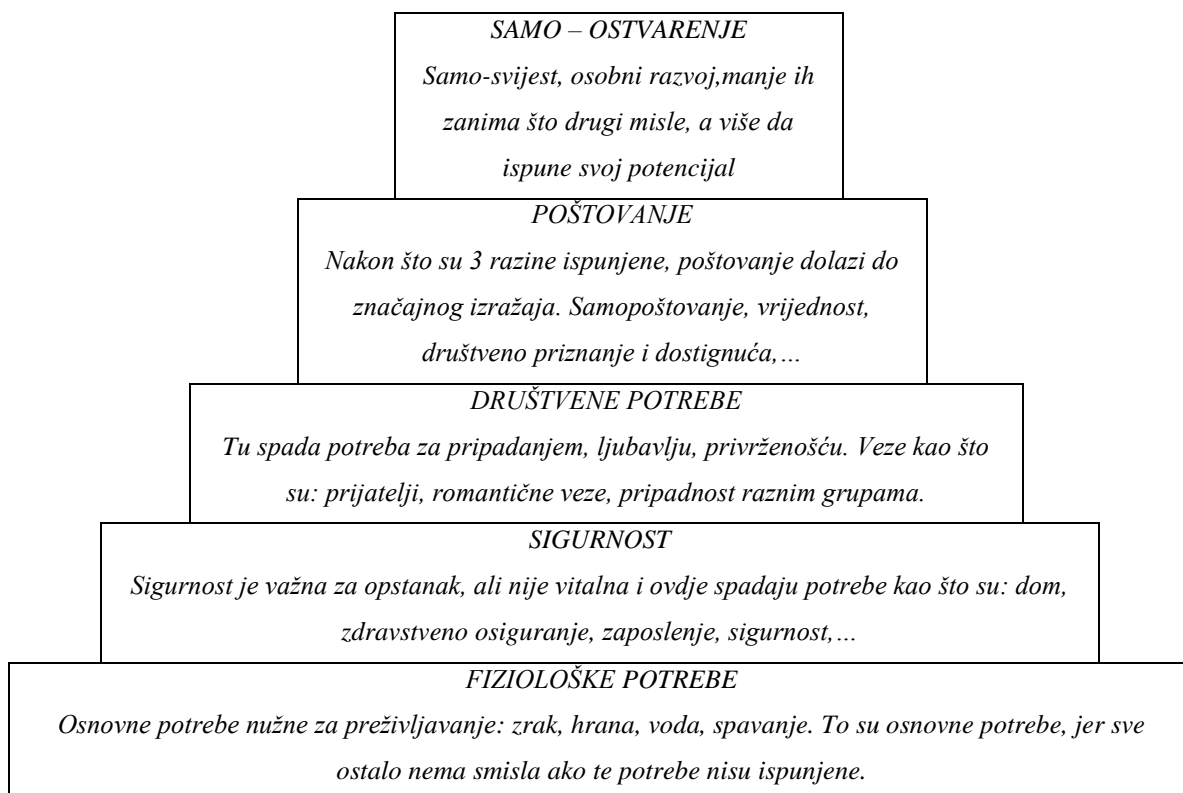 SAMO – OSTVARENJE
Samo-svijest, osobni razvoj,manje ih
zanima što drugi misle, a više da
ispune svoj potencijal
POŠTOVANJE
Nakon što su 3 razine ispunjene, poštovanje dolazi do
značajnog izražaja. Samopoštovanje, vrijednost,
društveno priznanje i dostignuća,…
DRUŠTVENE POTREBE
Tu spada potreba za pripadanjem, ljubavlju, privrženošću. Veze kao što
su: prijatelji, romantične veze, pripadnost raznim grupama.
SIGURNOST
Sigurnost je važna za opstanak, ali nije vitalna i ovdje spadaju potrebe kao što su: dom,
zdravstveno osiguranje, zaposlenje, sigurnost,…
FIZIOLOŠKE POTREBE
Osnovne potrebe nužne za preživljavanje: zrak, hrana, voda, spavanje. To su osnovne potrebe, jer sve
ostalo nema smisla ako te potrebe nisu ispunjene.